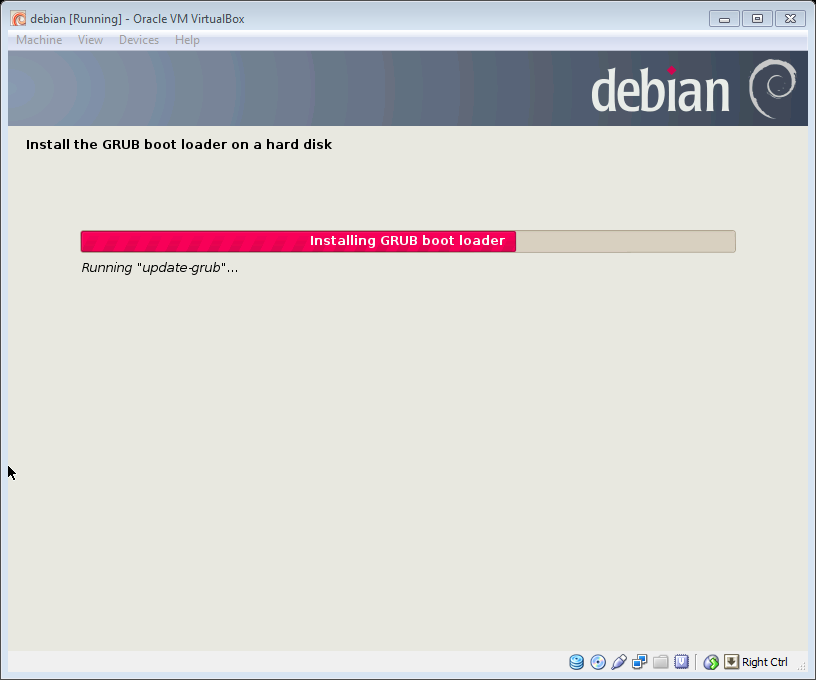 debian [Running] - Oracle VM VirtualBox
Machine View Devices Help
debian
Install the GRUB boot loader on a hard disk
Installing GRUB boot loader
Running "update-grub"...
Right Ctrl